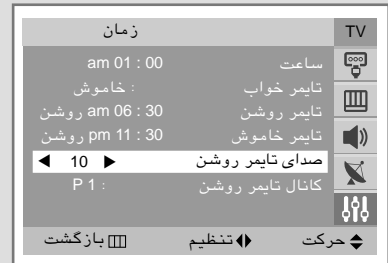 زمان
TV
ساعت am 01 : 00
تایمر خواب : خاموش
تایمر روشن am 06 : 30 روشن
تایمر خاموش pm 11 : 30 روشن
صدای تایمر روشن ◀ 10 ▶
کانال تایمر روشن : P 1
حرکت تنظیم بازگشت